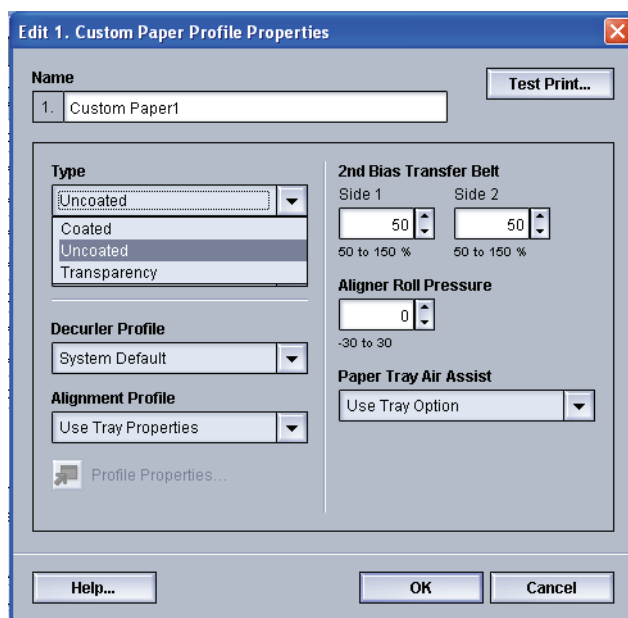 Edit 1. Custom Paper Profile Properties
Name
Test Print...
1. Custom Paper1
Type
Uncoated
Coated
Uncoated
Transparency
Decurler Profile
System Default
Alignment Profile
Use Tray Properties
Profile Properties...
2nd Bias Transfer Belt
Side 1 Side 2
50 50
50 to 150 % 50 to 150 %
Aligner Roll Pressure
0
-30 to 30
Paper Tray Air Assist
Use Tray Option
Help... OK Cancel